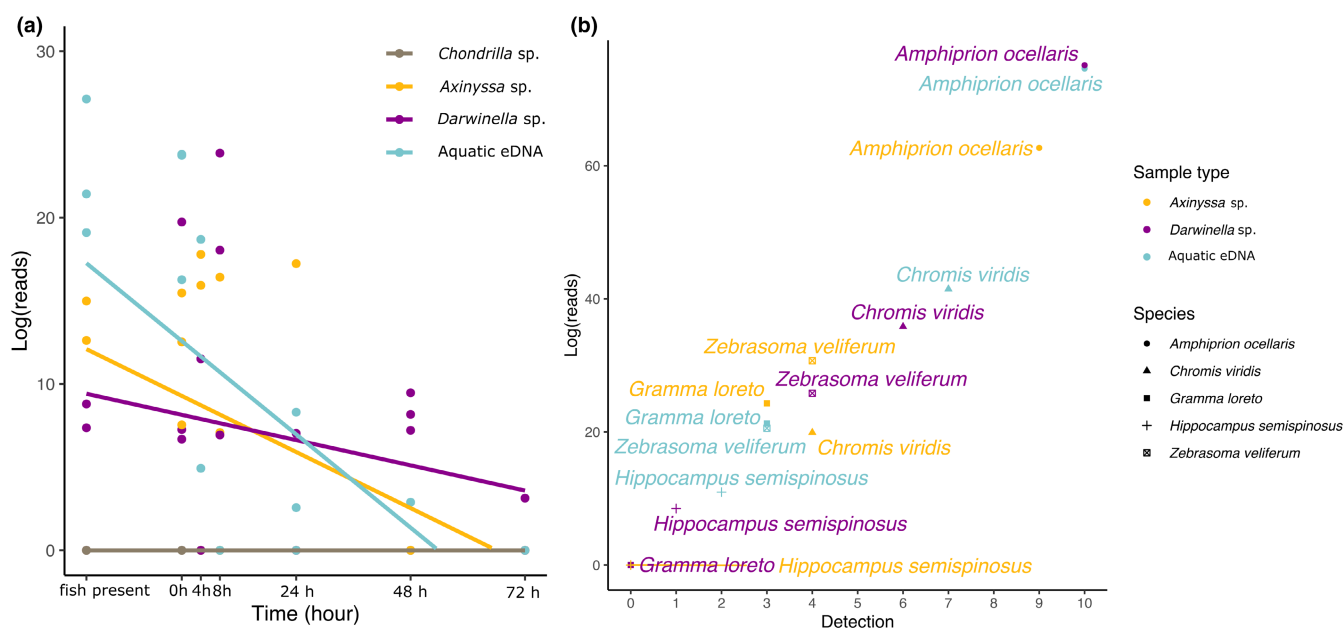 (a)
30
20
10
0
Log(reads)
Chondrilla sp.
Axinyssa sp.
Darwinella sp.
Aquatic eDNA
fish present
0h
4h
8h
24 h
48 h
72 h
Time (hour)
(b)
60
40
20
0
Log(reads)
Amphiprion ocellaris
Amphiprion ocellaris
Amphiprion ocellaris
Chromis viridis
Chromis viridis
Zebrasoma veliferum
Zebrasoma veliferum
Gramma loreto
Gramma loreto
Zebrasoma veliferum
Chromis viridis
Hippocampus semispinosus
Hippocampus semispinosus
Gramma loreto
Hippocampus semispinosus
0 1 2 3 4 5 6 7 8 9 10
Detection
Sample type
Axinyssa sp.
Darwinella sp.
Aquatic eDNA
Species
Amphiprion ocellaris
Chromis viridis
Gramma loreto
Hippocampus semispinosus
Zebrasoma veliferum